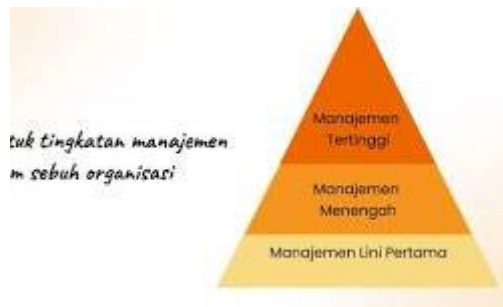 tuk tingkatan manajemen
m sebuh organisasi
Manajemen
Tertinggi
Manajemen
Menengah
Manajemen Lini Pertama